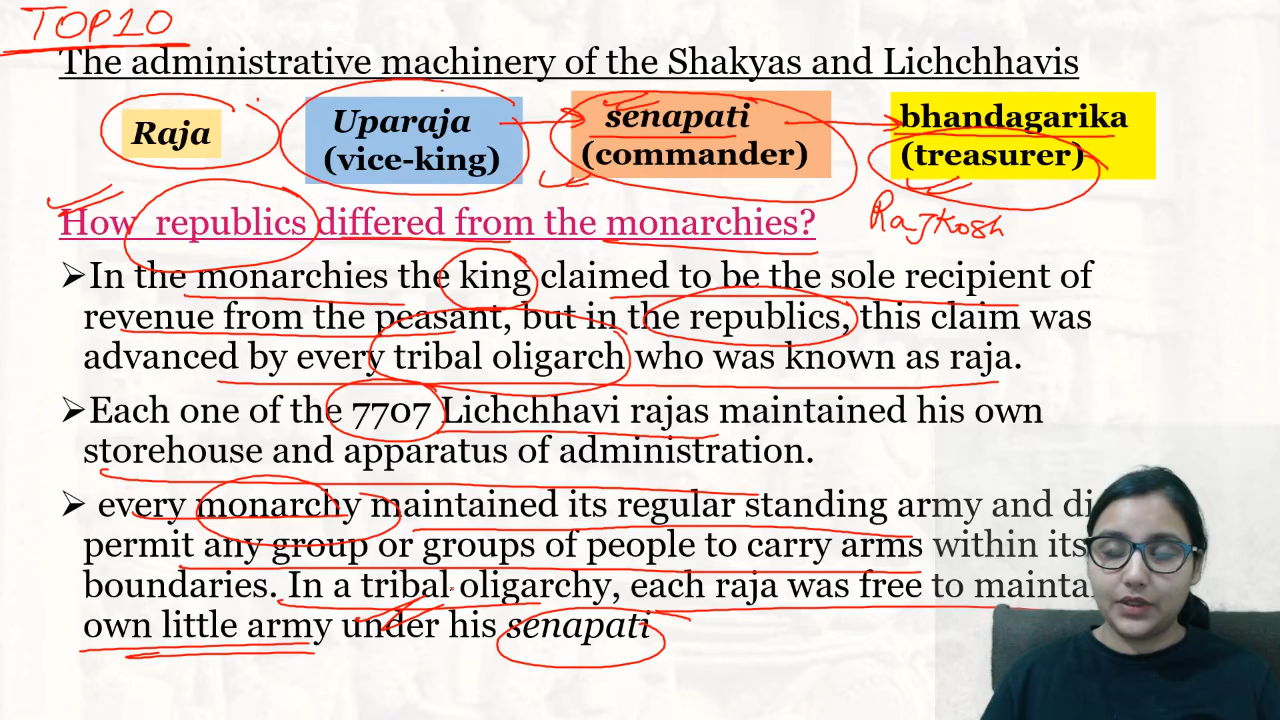 TOP10
The administrative machinery of the Shakyas and Lichchhavis
Raja
Uparaja
(vice-king)
senapati
(commander)
bhandagarika
(treasurer)
RajKosh
How republics differed from the monarchies?
➢In the monarchies the king claimed to be the sole recipient of
revenue from the peasant, but in the republics, this claim was
advanced by every tribal oligarch who was known as raja.
➢Each one of the 7707 Lichchhavi rajas maintained his own
storehouse and apparatus of administration.
➢ every monarchy maintained its regular standing army and di
permit any group or groups of people to carry arms within its
boundaries. In a tribal oligarchy, each raja was free to mainta
own little army under his senapati